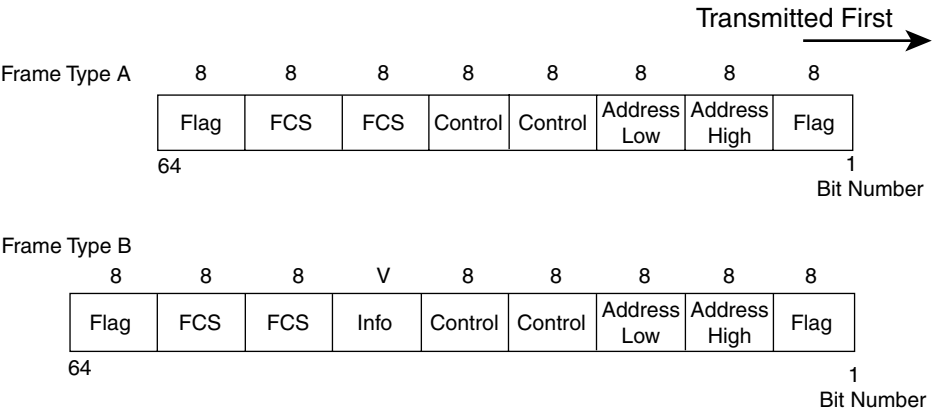 Transmitted First
Frame Type A 8 8 8 8 8 8 8 8
Flag FCS FCS Control Control Address Low Address High Flag
64 1
Bit Number
Frame Type B
8 8 8 V 8 8 8 8 8
Flag FCS FCS Info Control Control Address Low Address High Flag
64 1
Bit Number